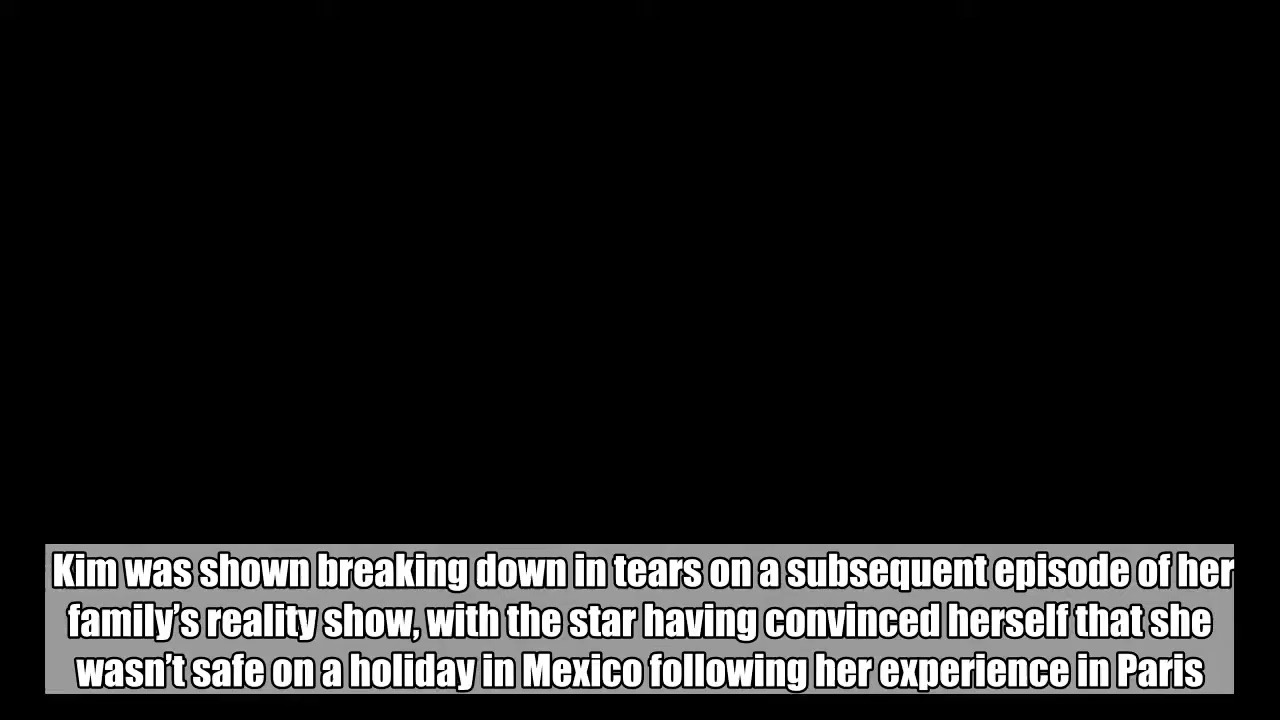 Kim was shown breaking down in tears on a subsequent episode of her
family’s reality show, with the star having convinced herself that she
wasn’t safe on a holiday in Mexico following her experience in Paris